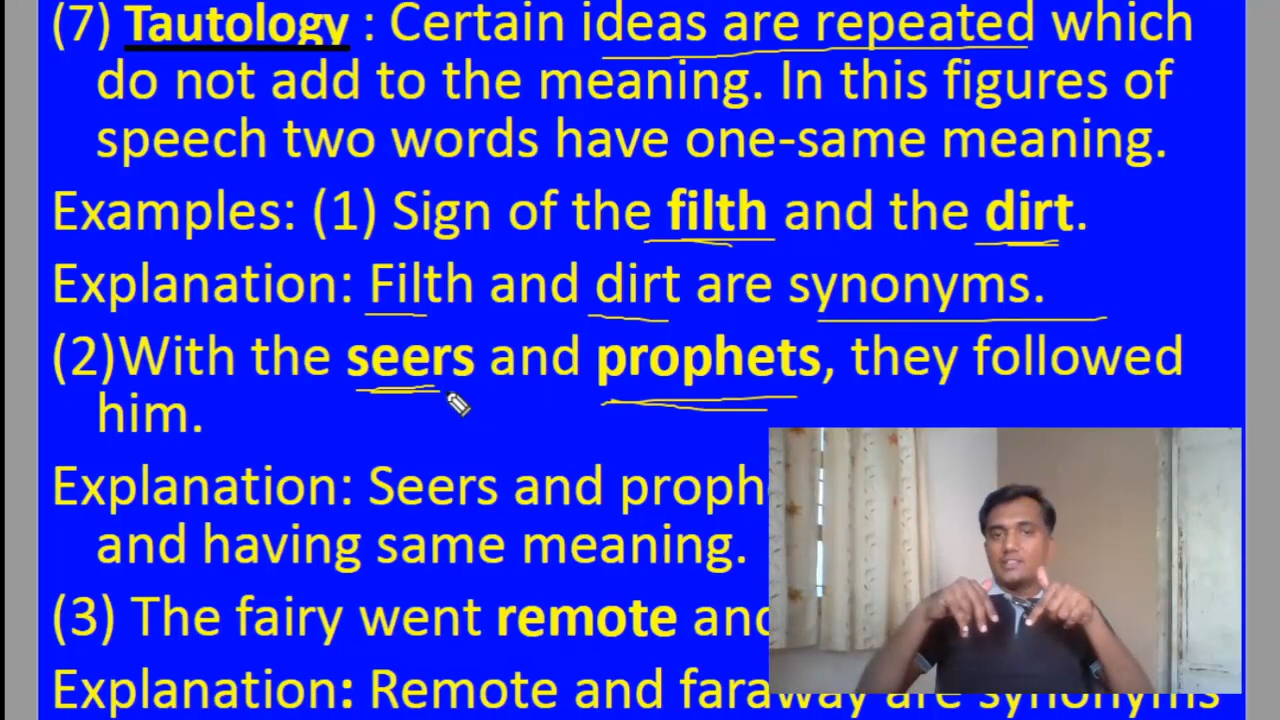 (7) Tautology : Certain ideas are repeated which
do not add to the meaning. In this figures of
speech two words have one-same meaning.
Examples: (1) Sign of the filth and the dirt.
Explanation: Filth and dirt are synonyms.
(2)With the seers and prophets, they followed
him.
Explanation: Seers and
and having same meaning.
(3) The fairy went remote
Explanation: Remote and faraway are synonyms